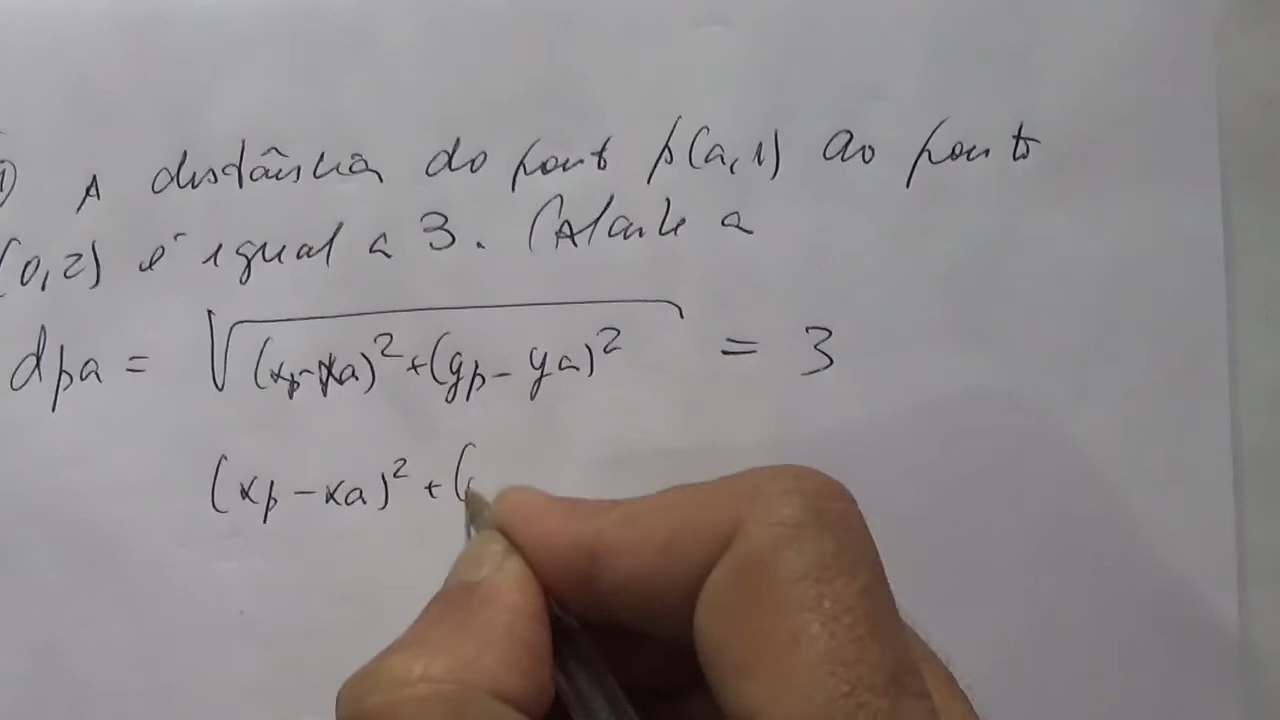 1) A distância do ponto p(a,1) ao ponto
(0,2) é igual a 3. Calcule a
dpa = √(xp-xa)²+(yp-ya)² = 3
(xp-xa)²+(